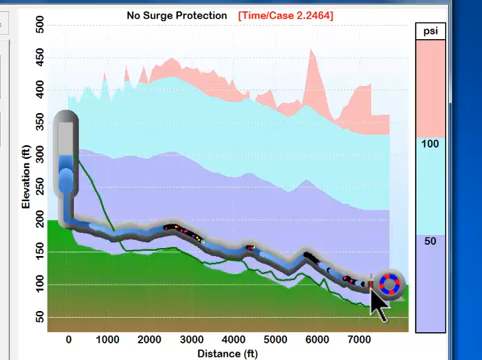 No Surge Protection [Time/Case 2.2464]
psi
500
450
400
350
300
250
200
150
100
50
Elevation (ft)
100
50
0 1000 2000 3000 4000 5000 6000 7000
Distance (ft)